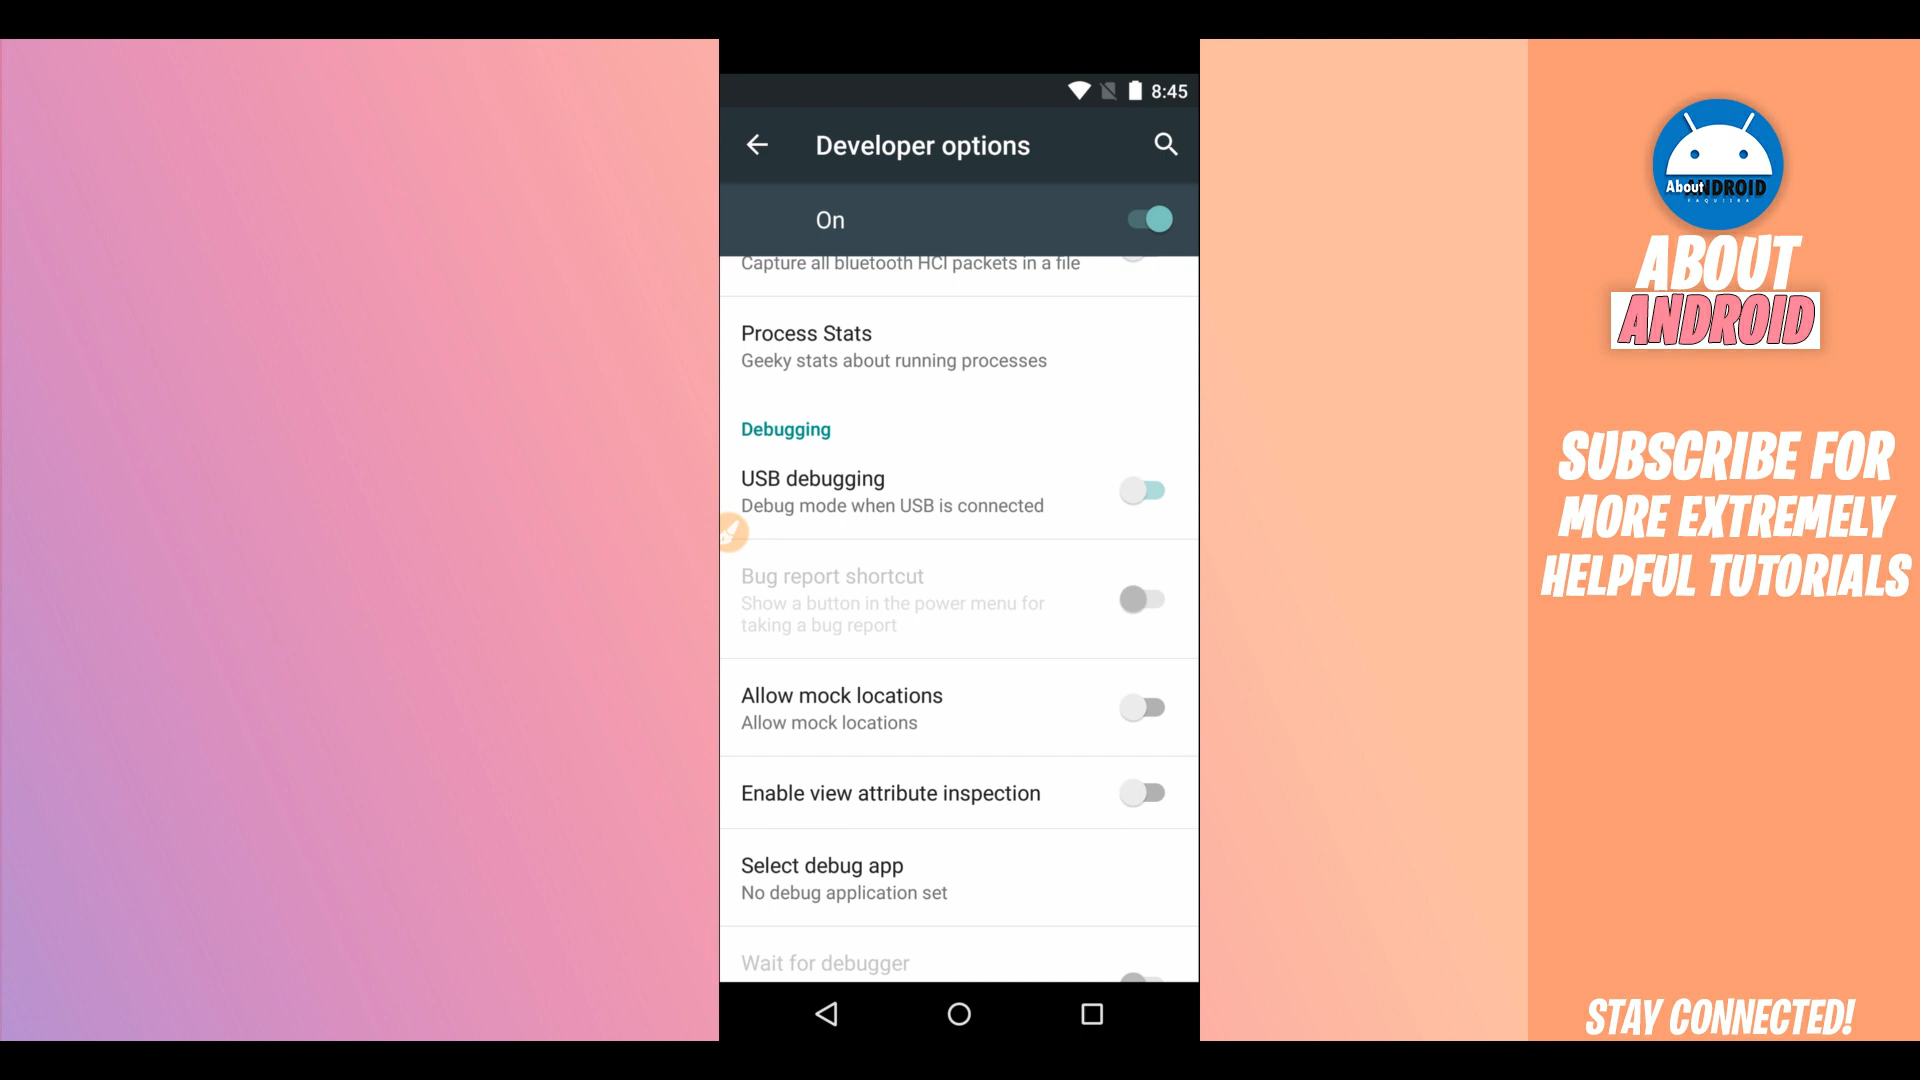 8:45
Developer options
On
Capture all bluetooth HCI packets in a file
Process Stats
Geeky stats about running processes
Debugging
USB debugging
Debug mode when USB is connected
Bug report shortcut
Show a button in the power menu for
taking a bug report
Allow mock locations
Allow mock locations
Enable view attribute inspection
Select debug app
No debug application set
Wait for debugger
About ANDROID
FAQUIIRA
ABOUT
ANDROID
SUBSCRIBE FOR
MORE EXTREMELY
HELPFUL TUTORIALS
STAY CONNECTED!